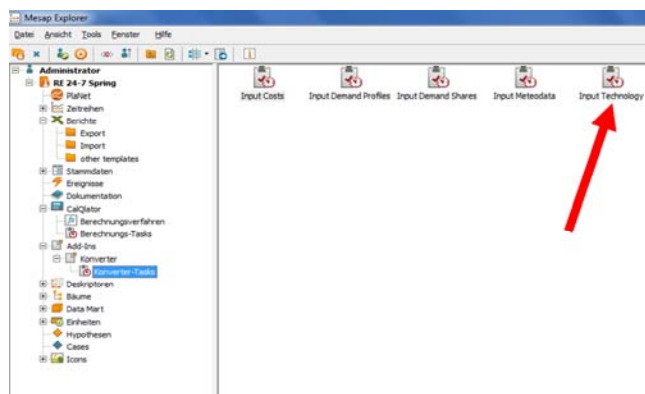 Mesap Explorer
Datei Ansicht Tools Fenster Hilfe
Administrator
RE 24-7 Spring
PlaNet
Zeitreihen
Berichte
Export
Import
other templates
Stammdaten
Ereignisse
Dokumentation
CalQlator
Berechnungsverfahren
Berechnungs-Tasks
Add-Ins
Konverter
Konverter-Tasks
Deskriptoren
Bäume
Data Mart
Einheiten
Hypothesen
Cases
Icons
Input Costs Input Demand Profiles Input Demand Shares Input Meteodata Input Technology